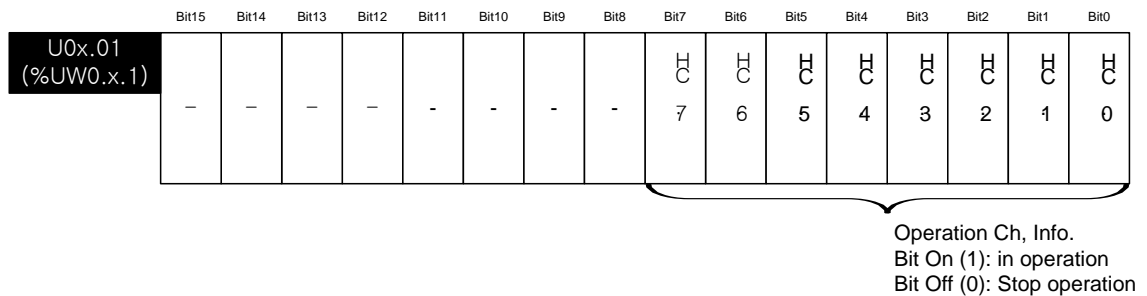 Bit15 Bit14 Bit13 Bit12 Bit11 Bit10 Bit9 Bit8 Bit7 Bit6 Bit5 Bit4 Bit3 Bit2 Bit1 Bit0
U0x.01
(%UW0.x.1)
- - - - - - - - CH7 CH6 CH5 CH4 CH3 CH2 CH1 CH0
Operation Ch, Info.
Bit On (1): in operation
Bit Off (0): Stop operation